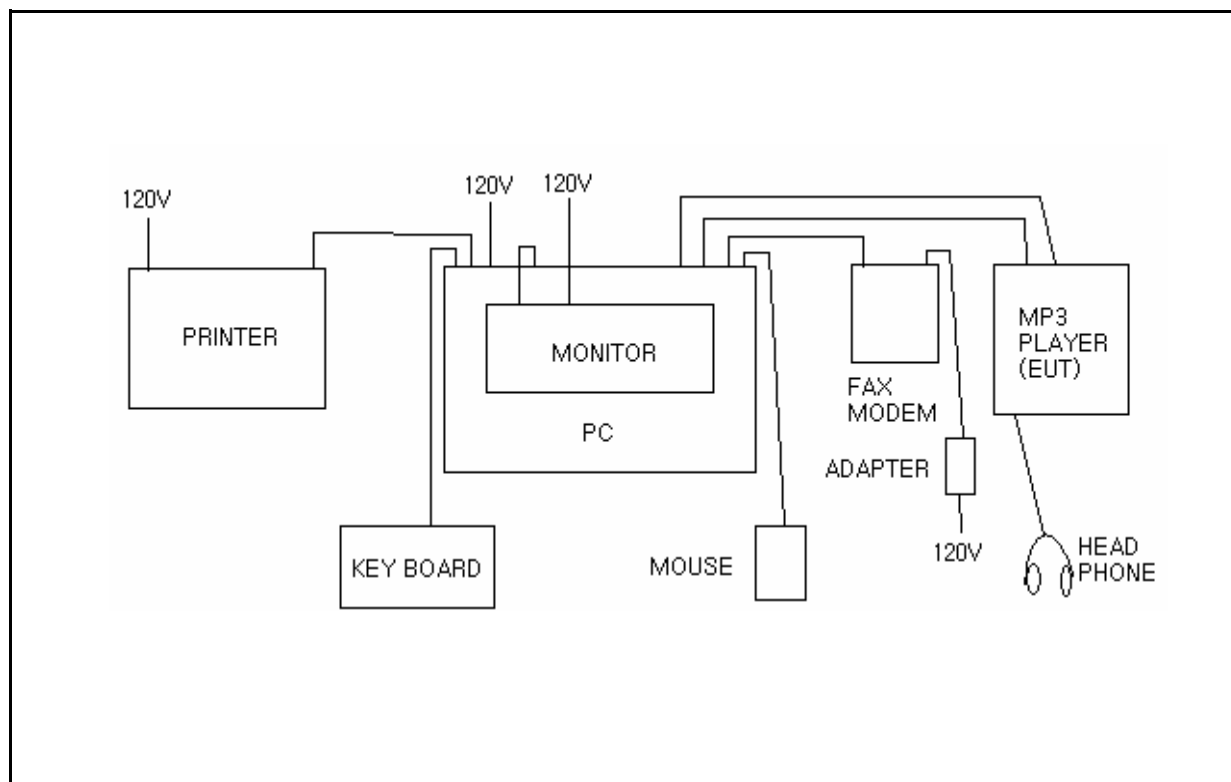 120V
120V
120V
PRINTER
MONITOR
PC
MP3
PLAYER
(EUT)
FAX
MODEM
ADAPTER
120V
KEY BOARD
MOUSE
HEAD
PHONE